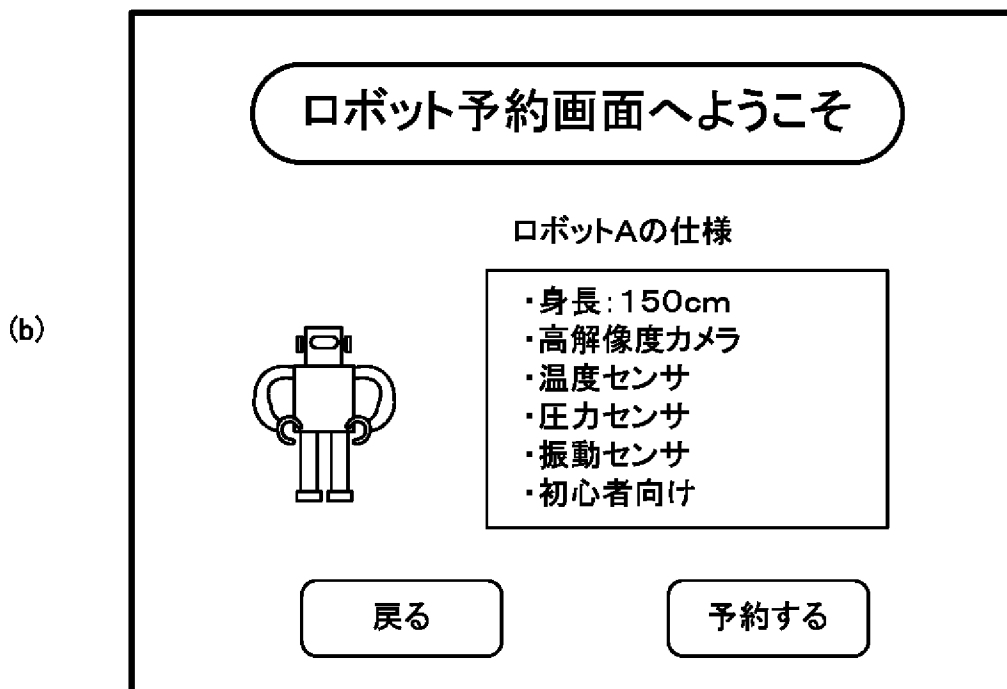 ロボット予約画面へようこそ
ロボットAの仕様
(b)
・身長:150cm
・高解像度カメラ
・温度センサ
・圧力センサ
・振動センサ
・初心者向け
戻る
予約する